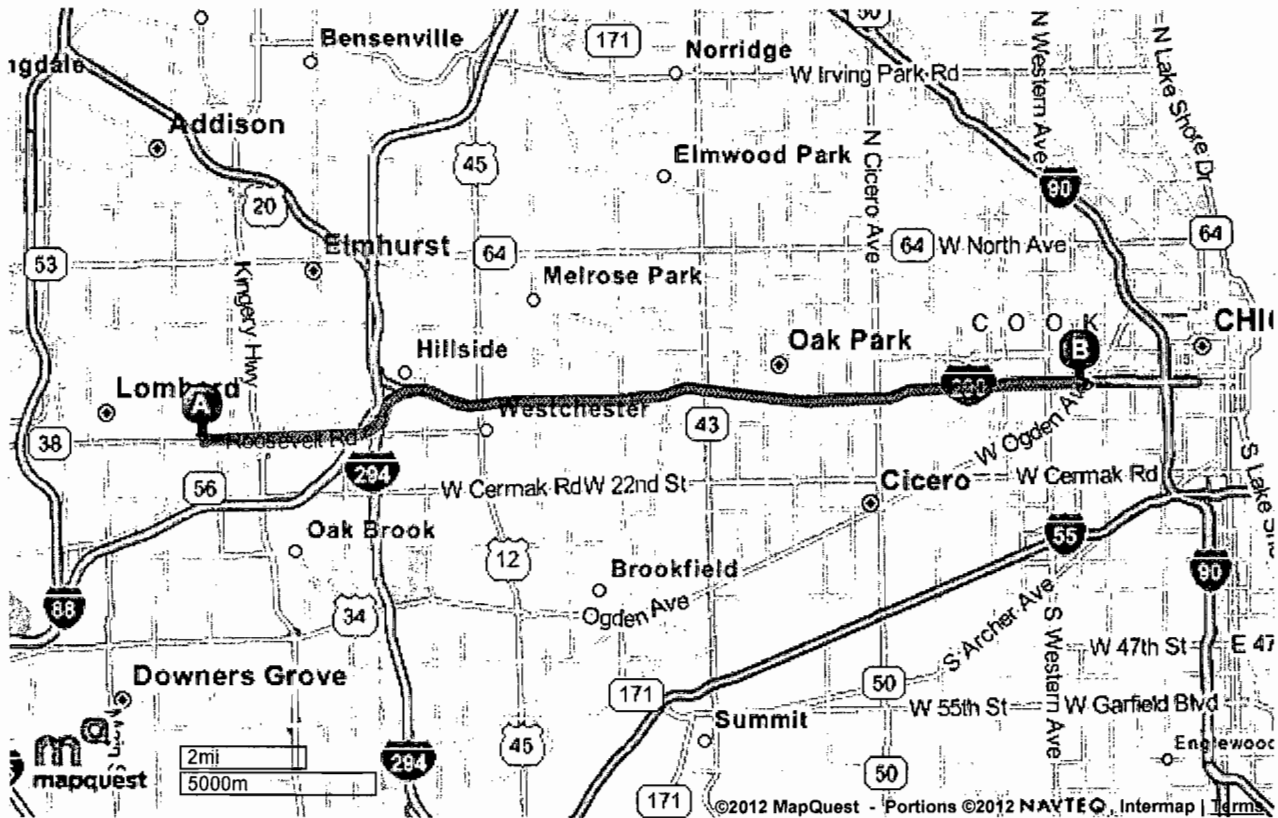 50
Bensenville
171
Norridge
W Irving Park Rd
N Western Ave
N Lake Shore Dr
ngdale
Addison
45
Elmwood Park
N Cicero Ave
90
20
Elmhurst
64
64
W North Ave
64
53
Kingery Hwy
Melrose Park
C O O K
CHI
Hillside
Oak Park
B
Lombard
A
290
38
Roosevelt Rd
Westchester
43
W Ogden Ave
294
56
W Cermak Rd
W 22nd St
Cicero
W Cermak Rd
S Lake
Oak Brook
12
55
Brookfield
90
88
34
Ogden Ave
S Archer Ave
S Western Ave
W 47th St
E 47
Downers Grove
171
50
W 55th St
W Garfield Blvd
Summit
45
Englewood
mapquest
2mi
5000m
294
50
171
©2012 MapQuest - Portions ©2012 NAVTEQ, Intermap | Terms